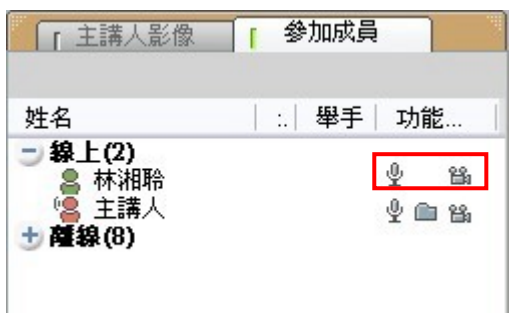 主講人影像 參加成員
姓名 :. 舉手 功能...
線上(2)
林湘聆
主講人
離線(8)